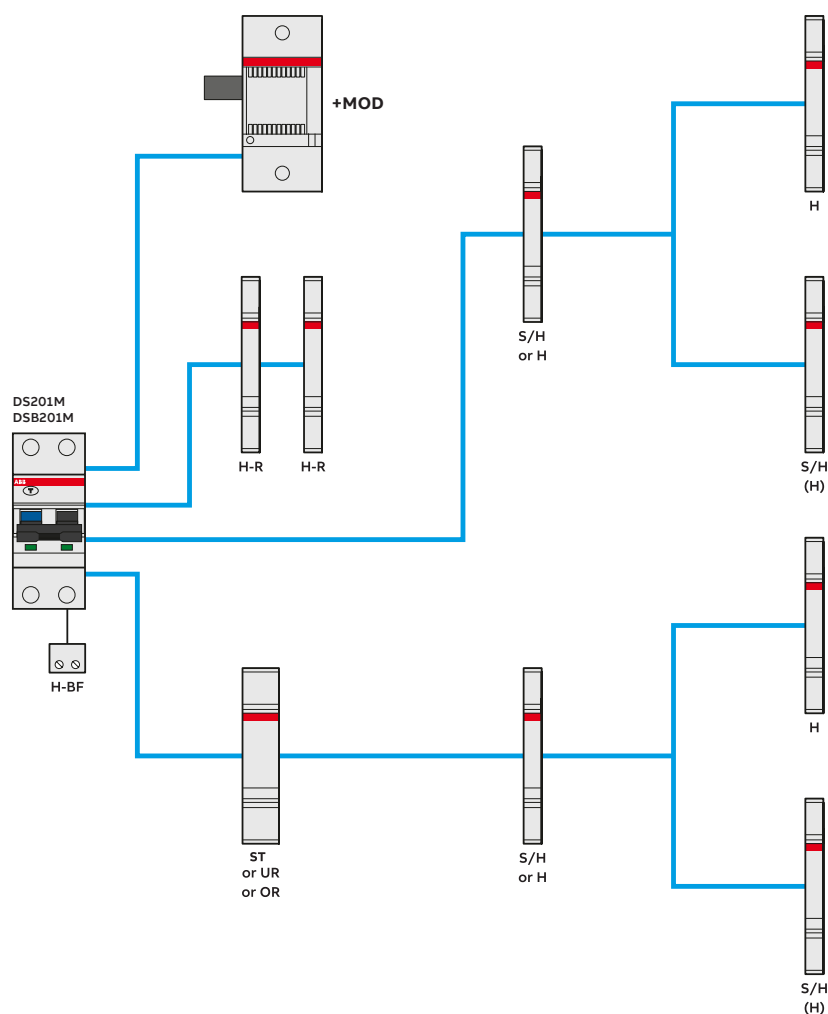 +MOD
H
S/H
or H
DS201M
DSB201M
ABB
H-R
H-R
S/H
(H)
H-BF
H
ST
or UR
or OR
S/H
or H
S/H
(H)